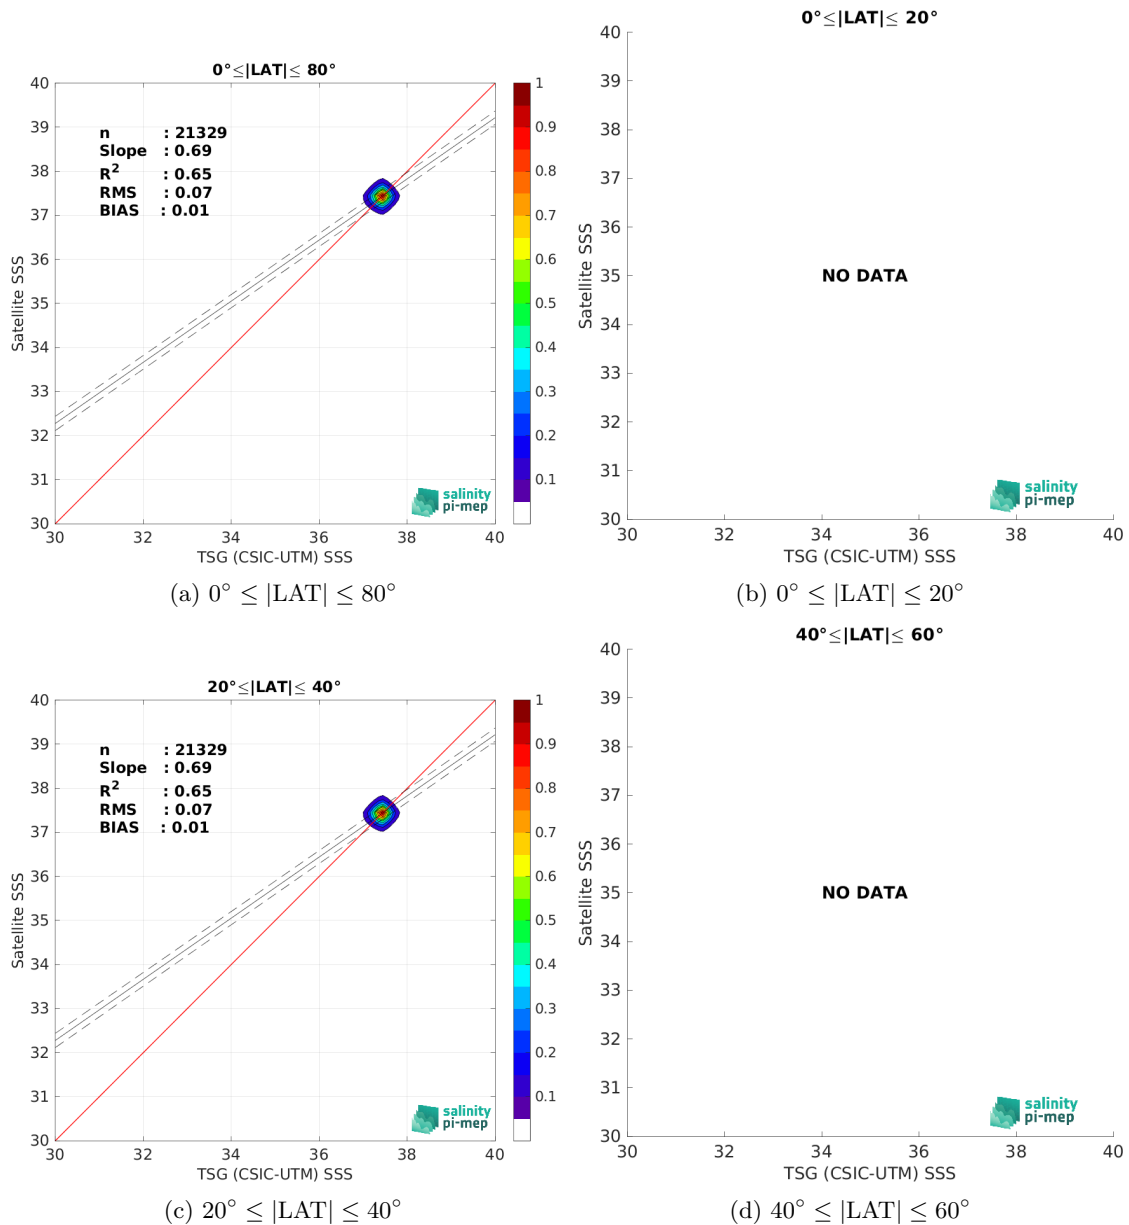 0°≤|LAT|≤ 80°
40
39
38
37
36
35
34
33
32
31
30
Satellite SSS
n : 21329
Slope : 0.69
R² : 0.65
RMS : 0.07
BIAS : 0.01
salinity
pi-mep
30 32 34 36 38 40
TSG (CSIC-UTM) SSS
1
0.9
0.8
0.7
0.6
0.5
0.4
0.3
0.2
0.1
(a) 0° ≤ |LAT| ≤ 80°
0°≤|LAT|≤ 20°
40
39
38
37
36
35
34
33
32
31
30
Satellite SSS
NO DATA
salinity
pi-mep
30 32 34 36 38 40
TSG (CSIC-UTM) SSS
(b) 0° ≤ |LAT| ≤ 20°
20°≤|LAT|≤ 40°
40
39
38
37
36
35
34
33
32
31
30
Satellite SSS
n : 21329
Slope : 0.69
R² : 0.65
RMS : 0.07
BIAS : 0.01
salinity
pi-mep
30 32 34 36 38 40
TSG (CSIC-UTM) SSS
1
0.9
0.8
0.7
0.6
0.5
0.4
0.3
0.2
0.1
(c) 20° ≤ |LAT| ≤ 40°
40°≤|LAT|≤ 60°
40
39
38
37
36
35
34
33
32
31
30
Satellite SSS
NO DATA
salinity
pi-mep
30 32 34 36 38 40
TSG (CSIC-UTM) SSS
(d) 40° ≤ |LAT| ≤ 60°